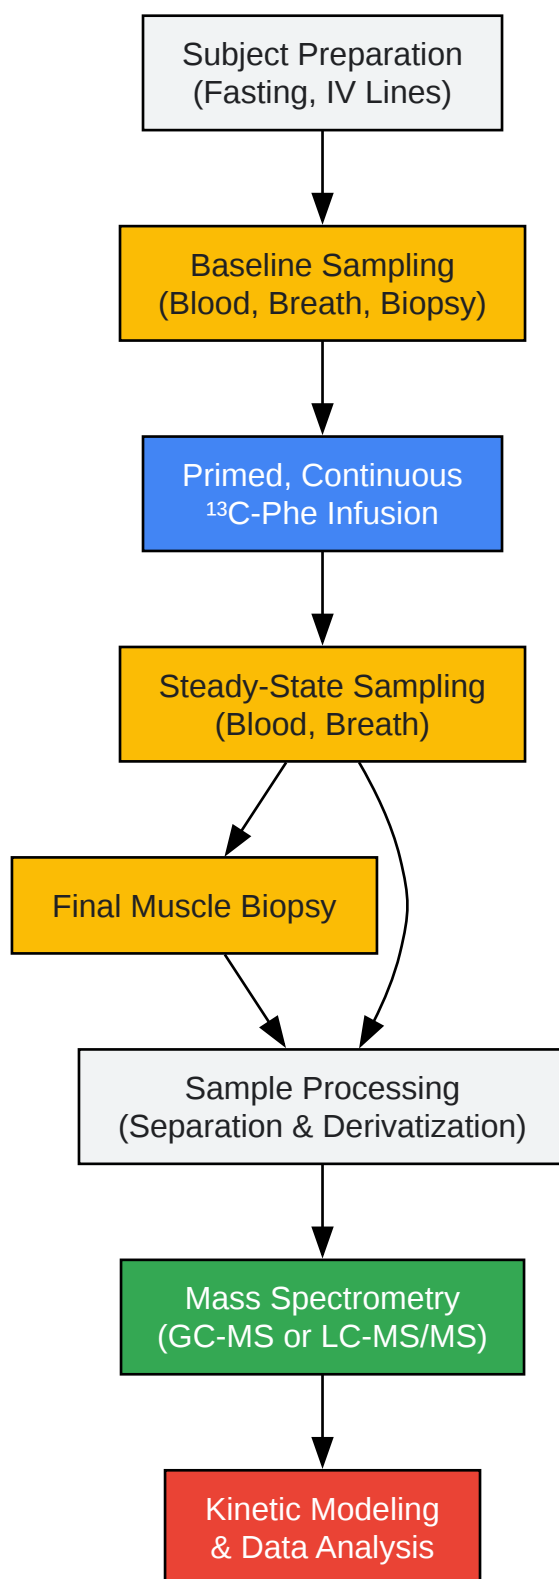 Subject Preparation
(Fasting, IV Lines)
Baseline Sampling
(Blood, Breath, Biopsy)
Primed, Continuous
¹³C-Phe Infusion
Steady-State Sampling
(Blood, Breath)
Final Muscle Biopsy
Sample Processing
(Separation & Derivatization)
Mass Spectrometry
(GC-MS or LC-MS/MS)
Kinetic Modeling
& Data Analysis